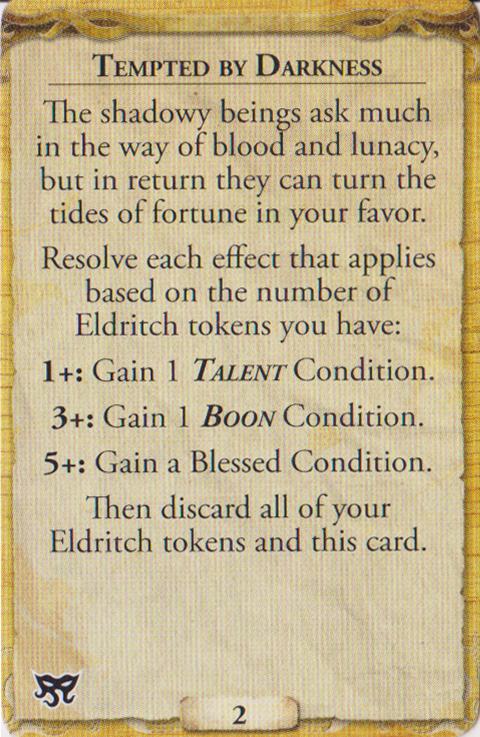 Tempted by Darkness
The shadowy beings ask much
in the way of blood and lunacy,
but in return they can turn the
tides of fortune in your favor.
Resolve each effect that applies
based on the number of
Eldritch tokens you have:
1+: Gain 1 Talent Condition.
3+: Gain 1 Boon Condition.
5+: Gain a Blessed Condition.
Then discard all of your
Eldritch tokens and this card.
2